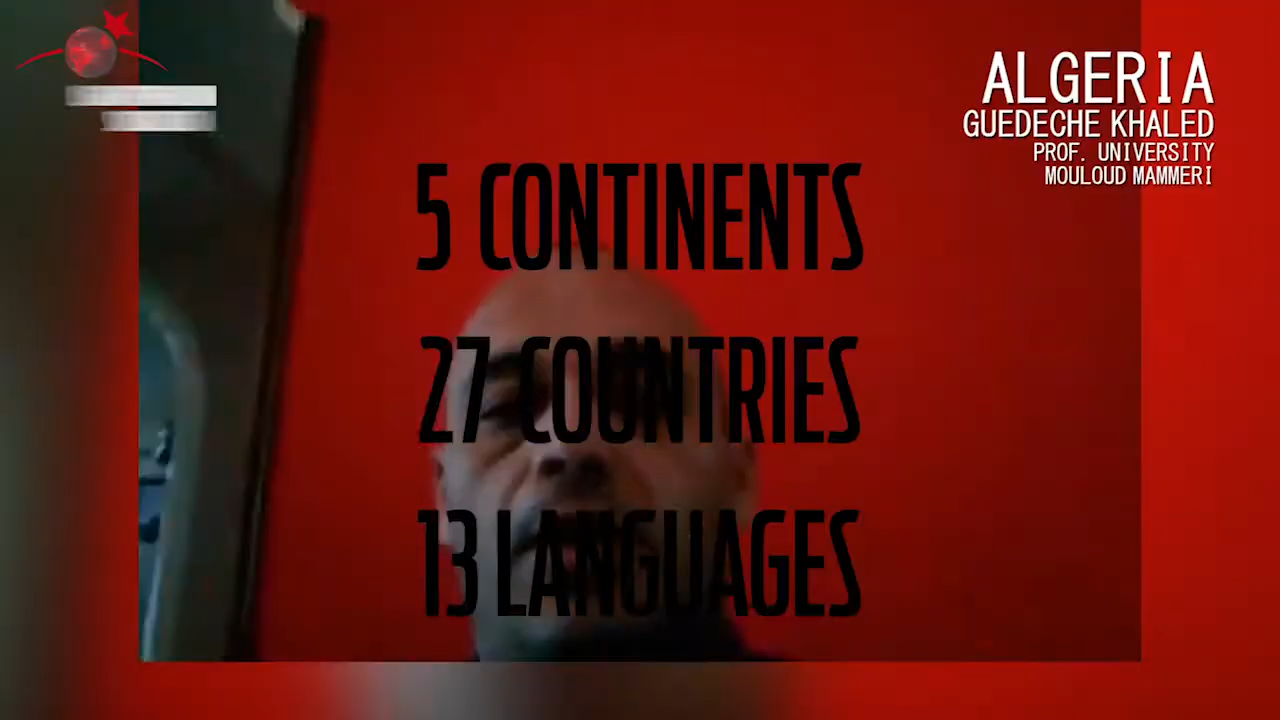 ALGERIA
GUEDECHE KHALED
PROF. UNIVERSITY
MOULOUD MAMMERI
5 CONTINENTS
27 COUNTRIES
13 LANGUAGES